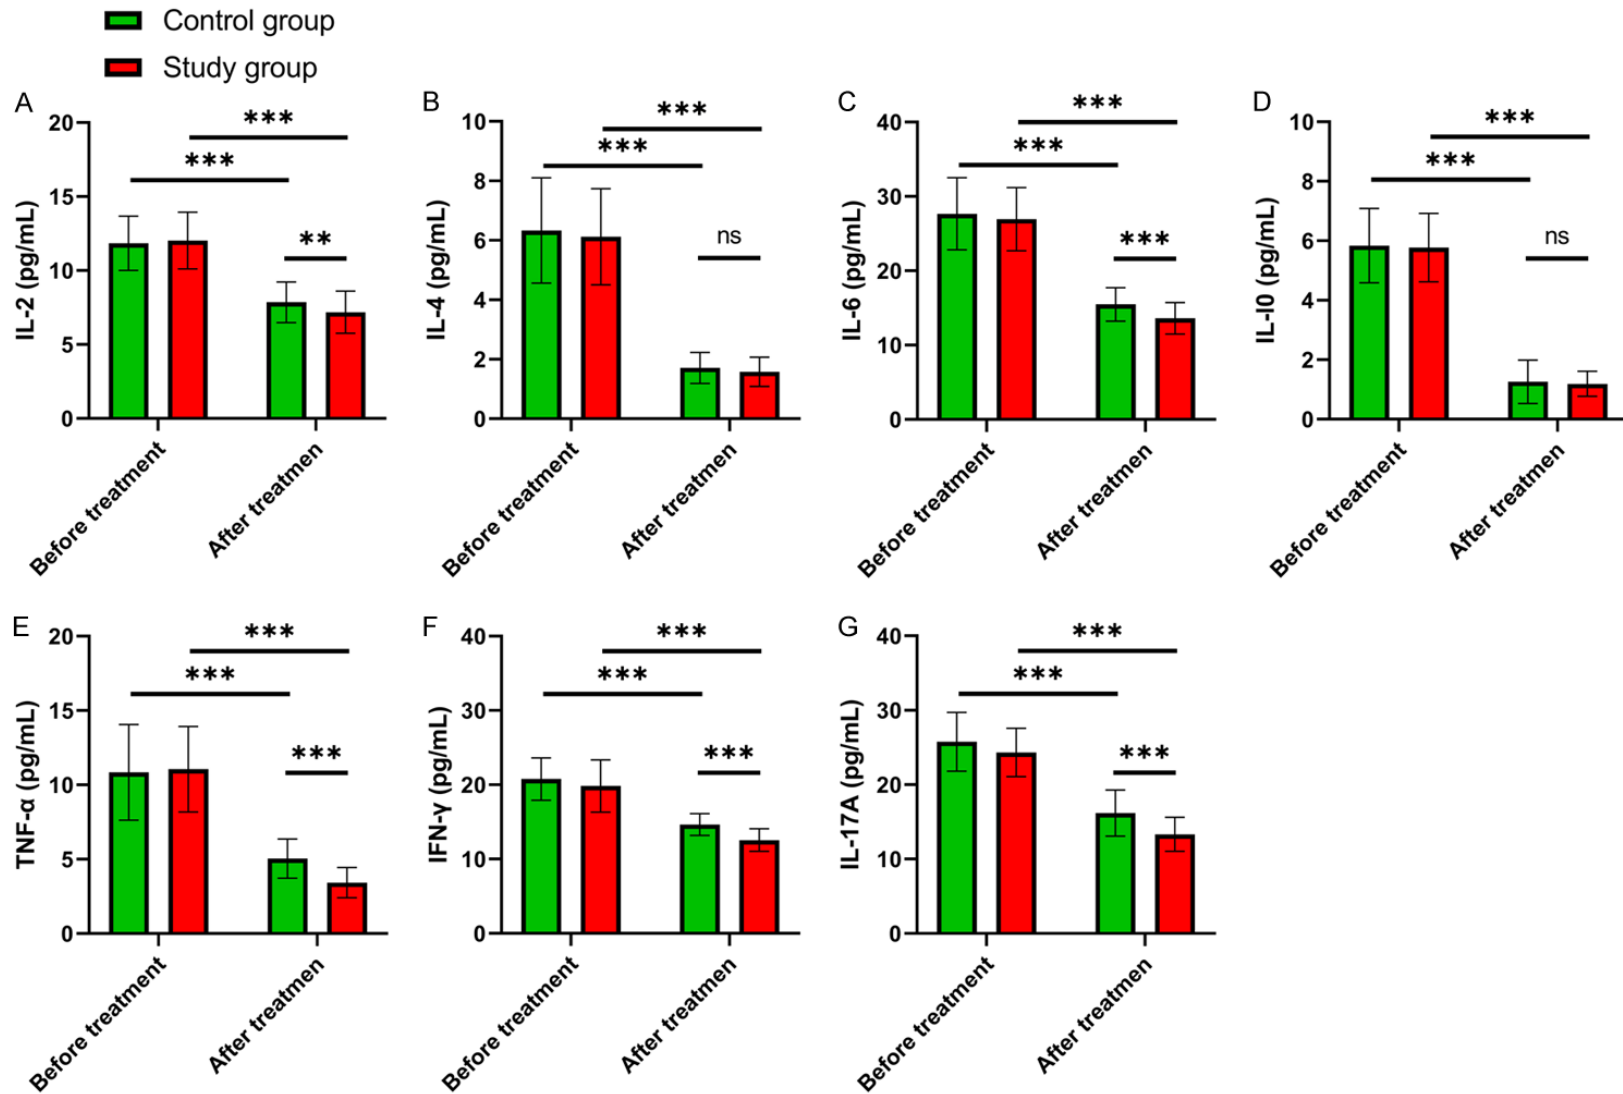 Control group
Study group
A
IL-2 (pg/mL)
20
15
10
5
0
***
***
**
Before treatment
After treatmen
B
IL-4 (pg/mL)
10
8
6
4
2
0
***
***
ns
Before treatment
After treatmen
C
IL-6 (pg/mL)
40
30
20
10
0
***
***
***
Before treatment
After treatmen
D
IL-I0 (pg/mL)
10
8
6
4
2
0
***
***
ns
Before treatment
After treatmen
E
TNF-α (pg/mL)
20
15
10
5
0
***
***
***
Before treatment
After treatmen
F
IFN-γ (pg/mL)
40
30
20
10
0
***
***
***
Before treatment
After treatmen
G
IL-17A (pg/mL)
40
30
20
10
0
***
***
***
Before treatment
After treatmen